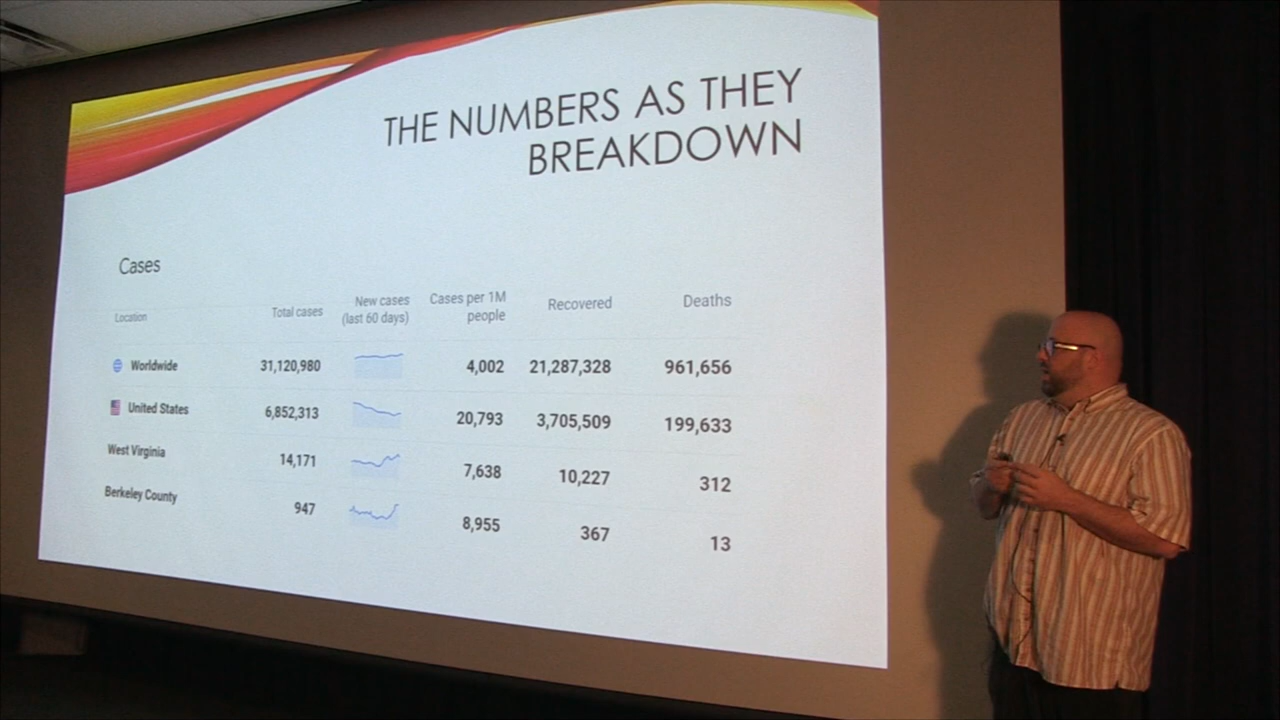 THE NUMBERS AS THEY
BREAKDOWN
Cases
Location Total cases New cases (last 60 days) Cases per 1M people Recovered Deaths
Worldwide 31,120,980 4,002 21,287,328 961,656
United States 6,852,313 20,793 3,705,509 199,633
West Virginia 14,171 7,638 10,227 312
Berkeley County 947 8,955 367 13